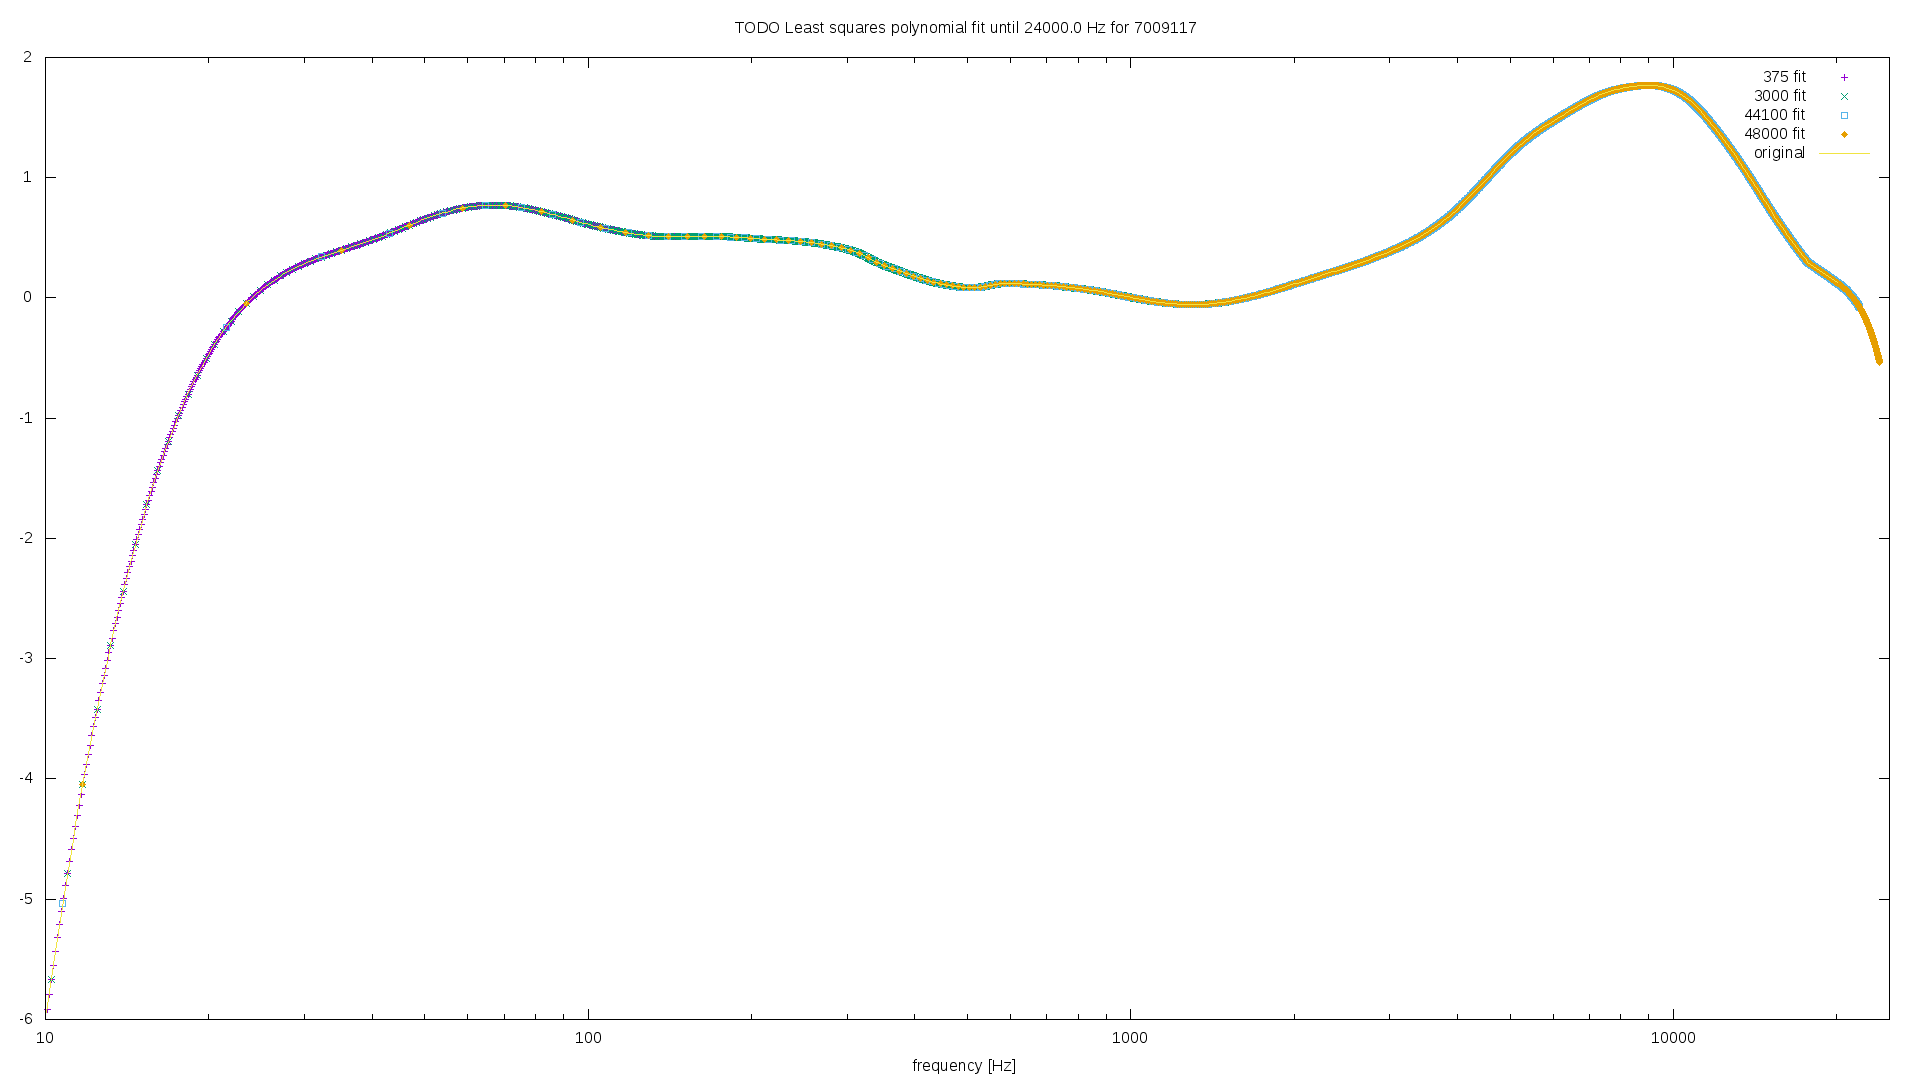 TODO Least squares polynomial fit until 24000.0 Hz for 7009117
2
375 fit
3000 fit
44100 fit
48000 fit
original
1
0
-1
-2
-3
-4
-5
-6
10 100 1000 10000
frequency [Hz]